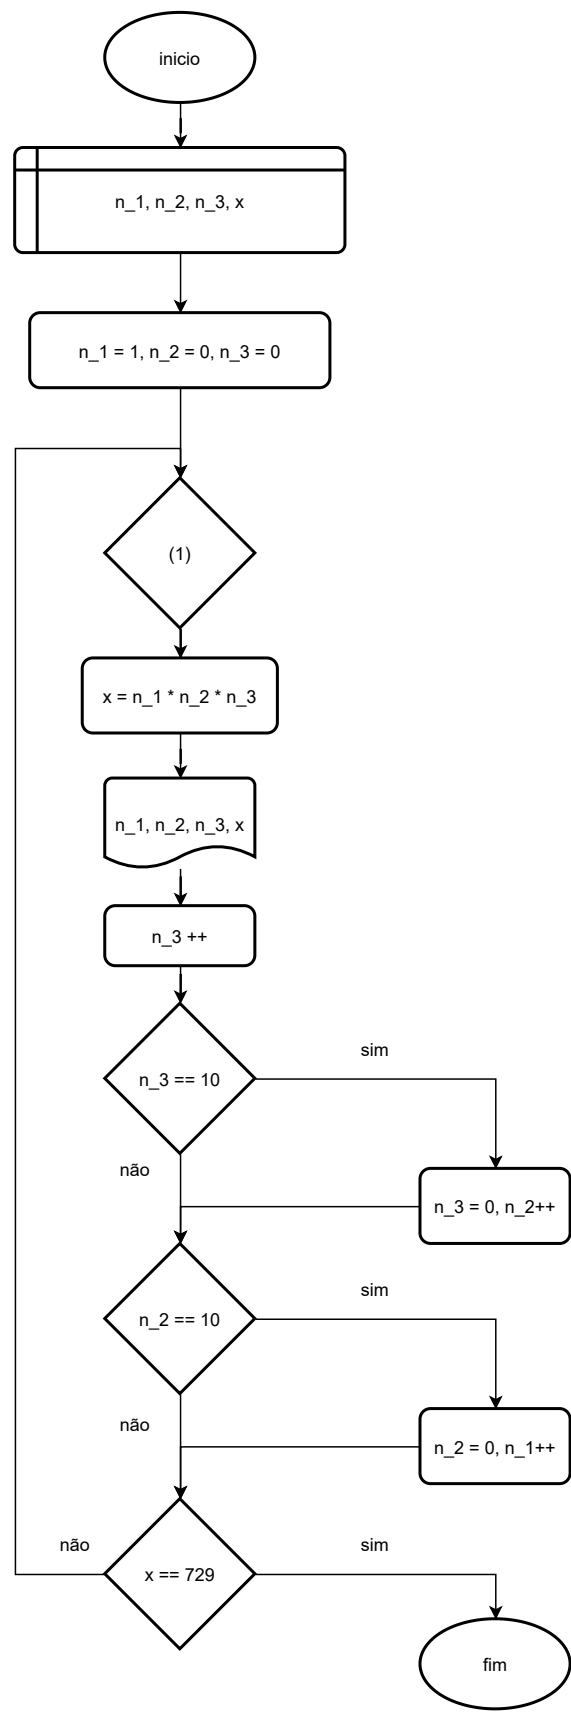 inicio
n_1, n_2, n_3, x
n_1 = 1, n_2 = 0, n_3 = 0
(1)
x = n_1 * n_2 * n_3
n_1, n_2, n_3, x
n_3 ++
sim
n_3 == 10
não
n_3 = 0, n_2++
sim
n_2 == 10
não
n_2 = 0, n_1++
não
sim
x == 729
fim